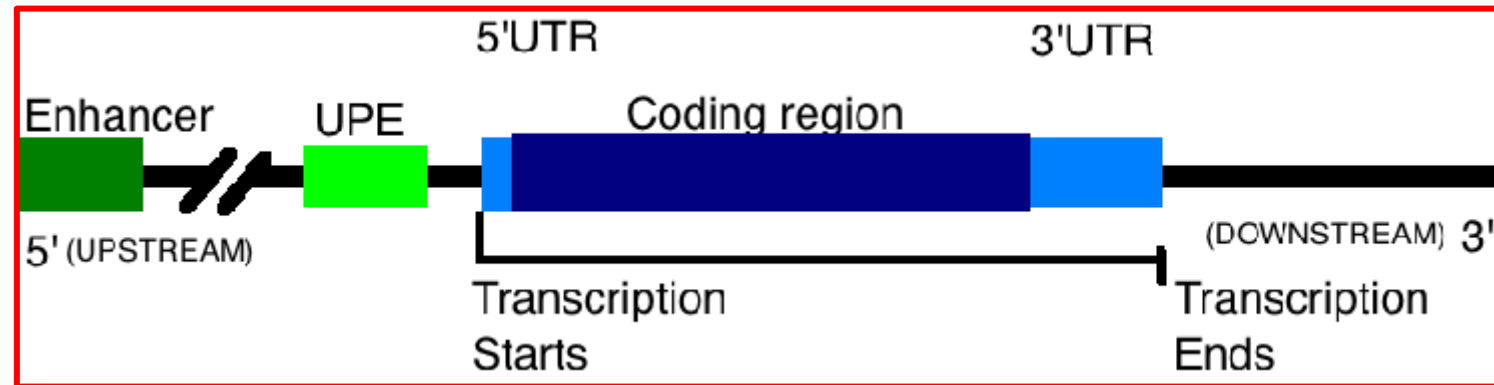 5'UTR
3'UTR
Enhancer
UPE
Coding region
5' (UPSTREAM)
(DOWNSTREAM) 3'
Transcription
Starts
Transcription
Ends